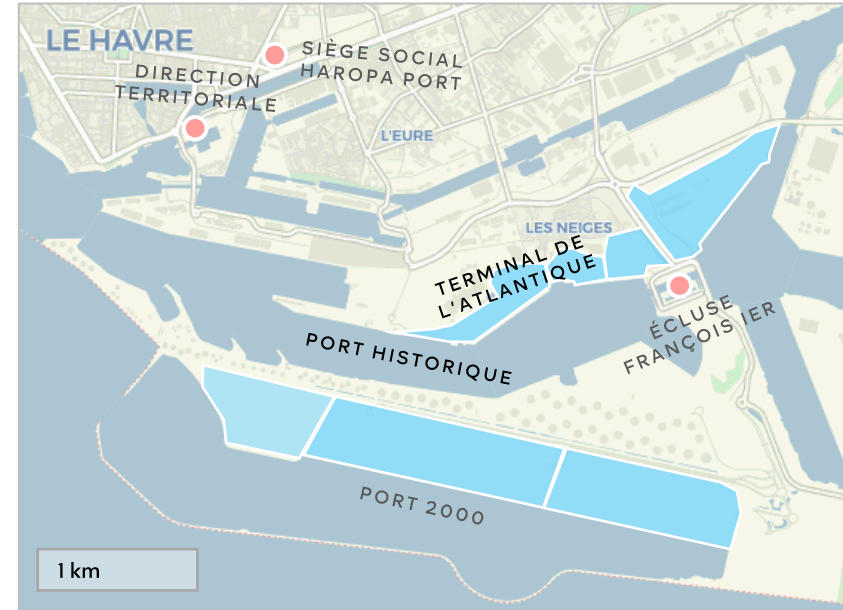 LE HAVRE
SIÈGE SOCIAL
HAROPA PORT
DIRECTION
TERRITORIALE
L'EURE
LES NEIGES
TERMINAL DE
L'ATLANTIQUE
ÉCLUSE
FRANÇOIS IER
PORT HISTORIQUE
PORT 2000
1 km